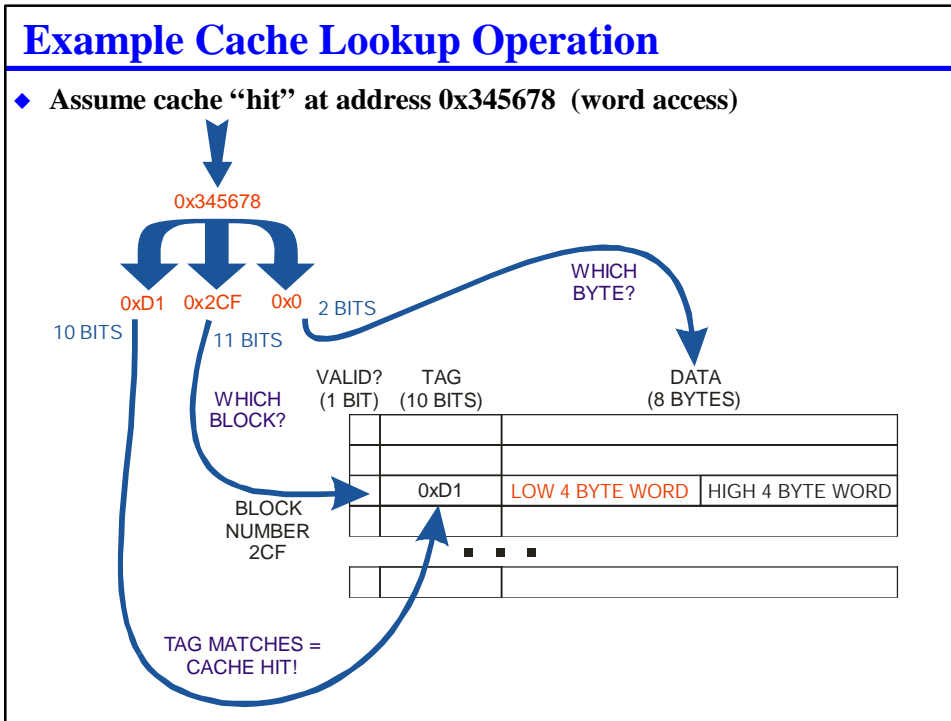 Example Cache Lookup Operation
◆ Assume cache “hit” at address 0x345678 (word access)
0x345678
0xD1 0x2CF 0x0
2 BITS
10 BITS
11 BITS
WHICH
BYTE?
WHICH
BLOCK?
VALID?
(1 BIT)
TAG
(10 BITS)
DATA
(8 BYTES)
0xD1 LOW 4 BYTE WORD HIGH 4 BYTE WORD
BLOCK
NUMBER
2CF
TAG MATCHES =
CACHE HIT!